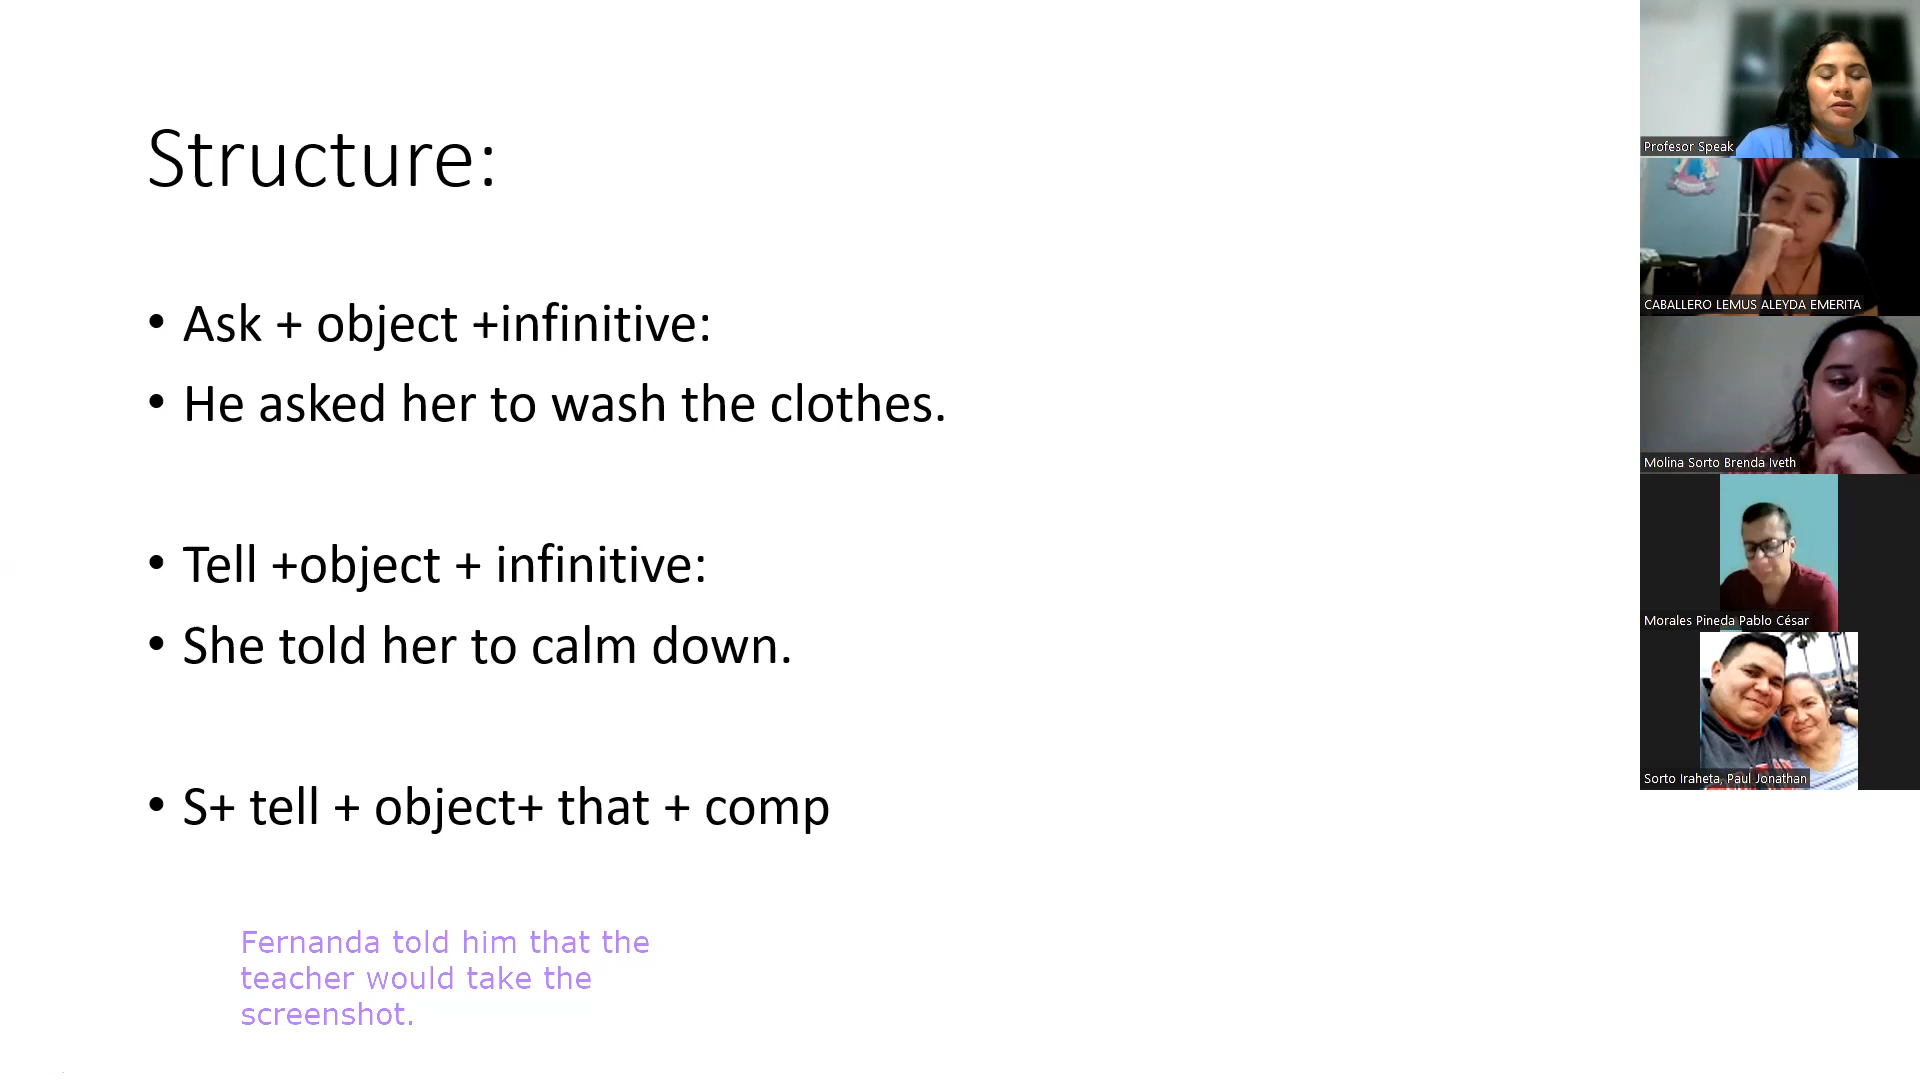 Structure:
• Ask + object +infinitive:
• He asked her to wash the clothes.
• Tell +object + infinitive:
• She told her to calm down.
• S+ tell + object+ that + comp
Fernanda told him that the
teacher would take the
screenshot.
Profesor Speak
CABALLERO LEMUS ALEYDA EMERITA
Molina Sorto Brenda Iveth
Morales Pineda Pablo César
Sorto Iraheta, Paul Jonathan